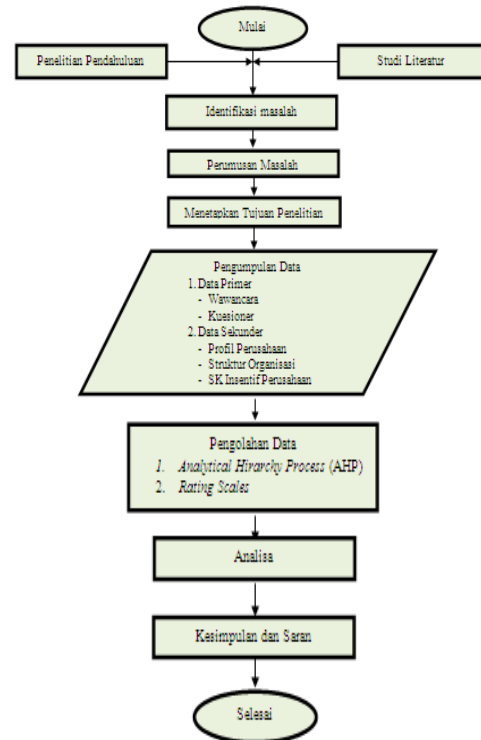 Mulai
Penelitian Pendahuluan
Studi Literatur
Identifikasi masalah
Perumusan Masalah
Menetapkan Tujuan Penelitian
Pengumpulan Data
1. Data Primer
- Wawancara
- Kuesioner
2. Data Sekunder
- Profil Perusahaan
- Struktur Organisasi
- SK Insentif Perusahaan
Pengolahan Data
1. Analytical Hirarchy Process (AHP)
2. Rating Scales
Analisa
Kesimpulan dan Saran
Selesai